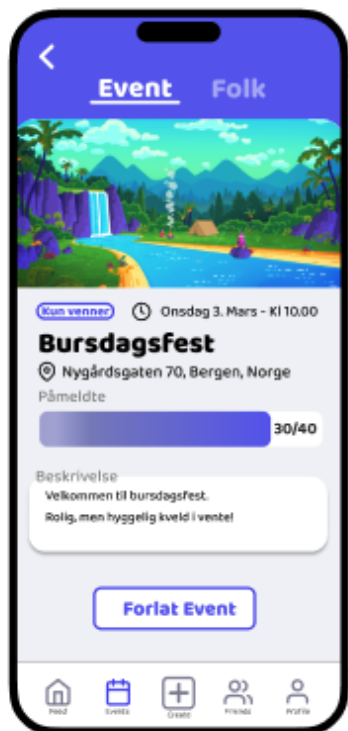 Event Folk
Kun venner Onsdag 3. Mars - Kl 10.00
Bursdagsfest
Nygårdsgaten 70, Bergen, Norge
Påmeldte
30/40
Beskrivelse
Velkommen til bursdagsfest.
Rolig, men hyggelig kveld i vente!
Forlat Event
Feed Events Create Friends Profile